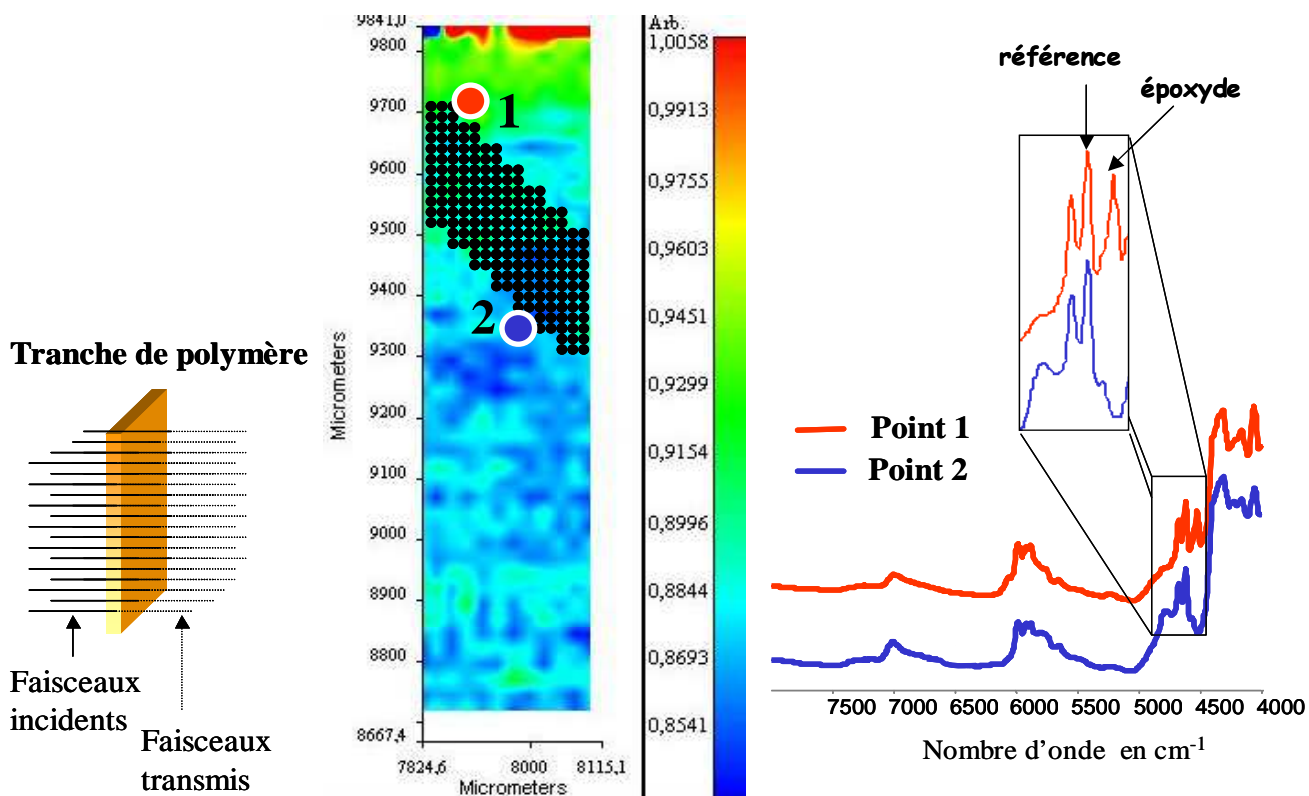 Tranche de polymère
Faisceaux
incidents
Faisceaux
transmis
9841,0
9800
9700
9600
9500
9400
9300
9200
9100
9000
8900
8800
8667,4
Micrometers
7824,6
8000
8115,1
Micrometers
1
2
Arb.
1,0058
0,9913
0,9755
0,9603
0,9451
0,9299
0,9154
0,8996
0,8844
0,8693
0,8541
référence
époxyde
Point 1
Point 2
7500 7000 6500 6000 5500 5000 4500 4000
Nombre d'onde en cm-1